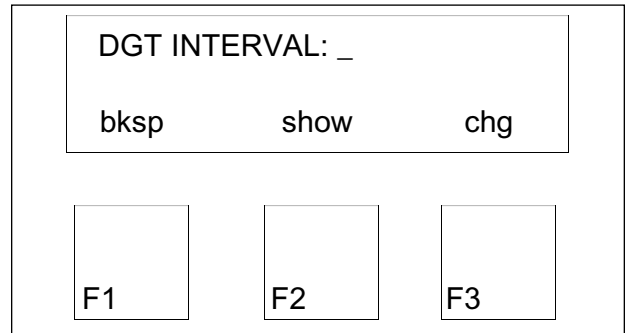 DGT INTERVAL: _
bksp show chg
F1 F2 F3